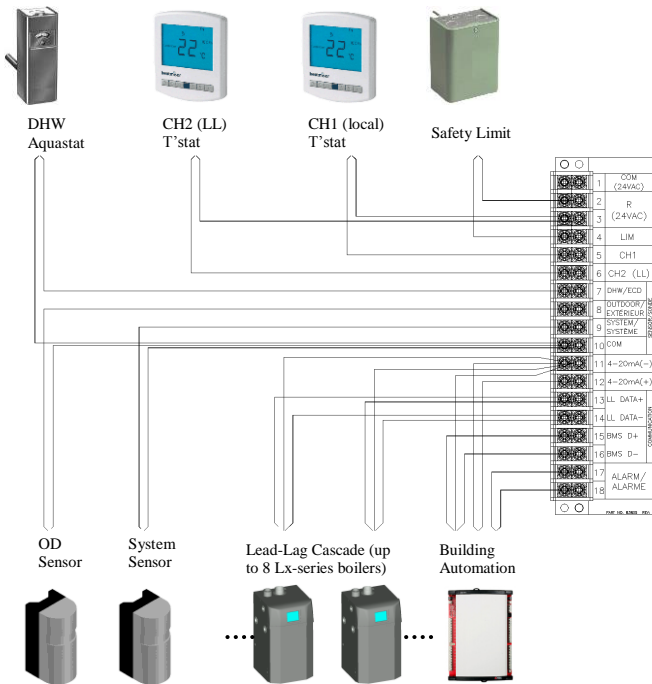 22
°C
22
°C
DHW
Aquastat
CH2 (LL)
T'stat
CH1 (local)
T'stat
Safety Limit
1 COM
(24VAC)
2
R
3 (24VAC)
4 LIM
5 CH1
6 CH2 (LL)
7 DHW/ECD
8 OUTDOOR/
EXTÉRIEUR
9 SYSTEM/
SYSTÈME
10 COM
SENSOR/SONDE
11 4-20mA(-)
12 4-20mA(+)
13 LL DATA+
14 LL DATA-
15 BMS D+
16 BMS D-
COMMUNICATION
17
ALARM/
18 ALARME
PART NO.
OD
Sensor
System
Sensor
Lead-Lag Cascade (up
to 8 Lx-series boilers)
Building
Automation